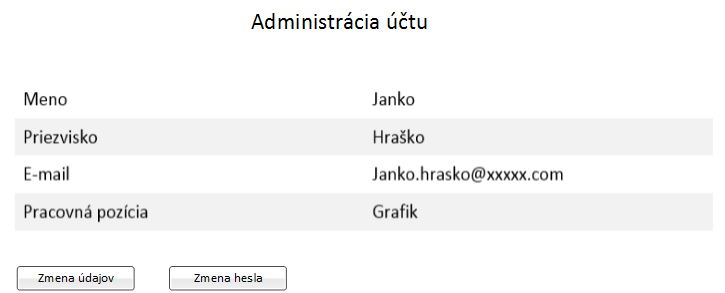 Administrácia účtu
Meno Janko
Priezvisko Hraško
E-mail Janko.hrasko@xxxxx.com
Pracovná pozícia Grafik
Zmena údajov Zmena hesla